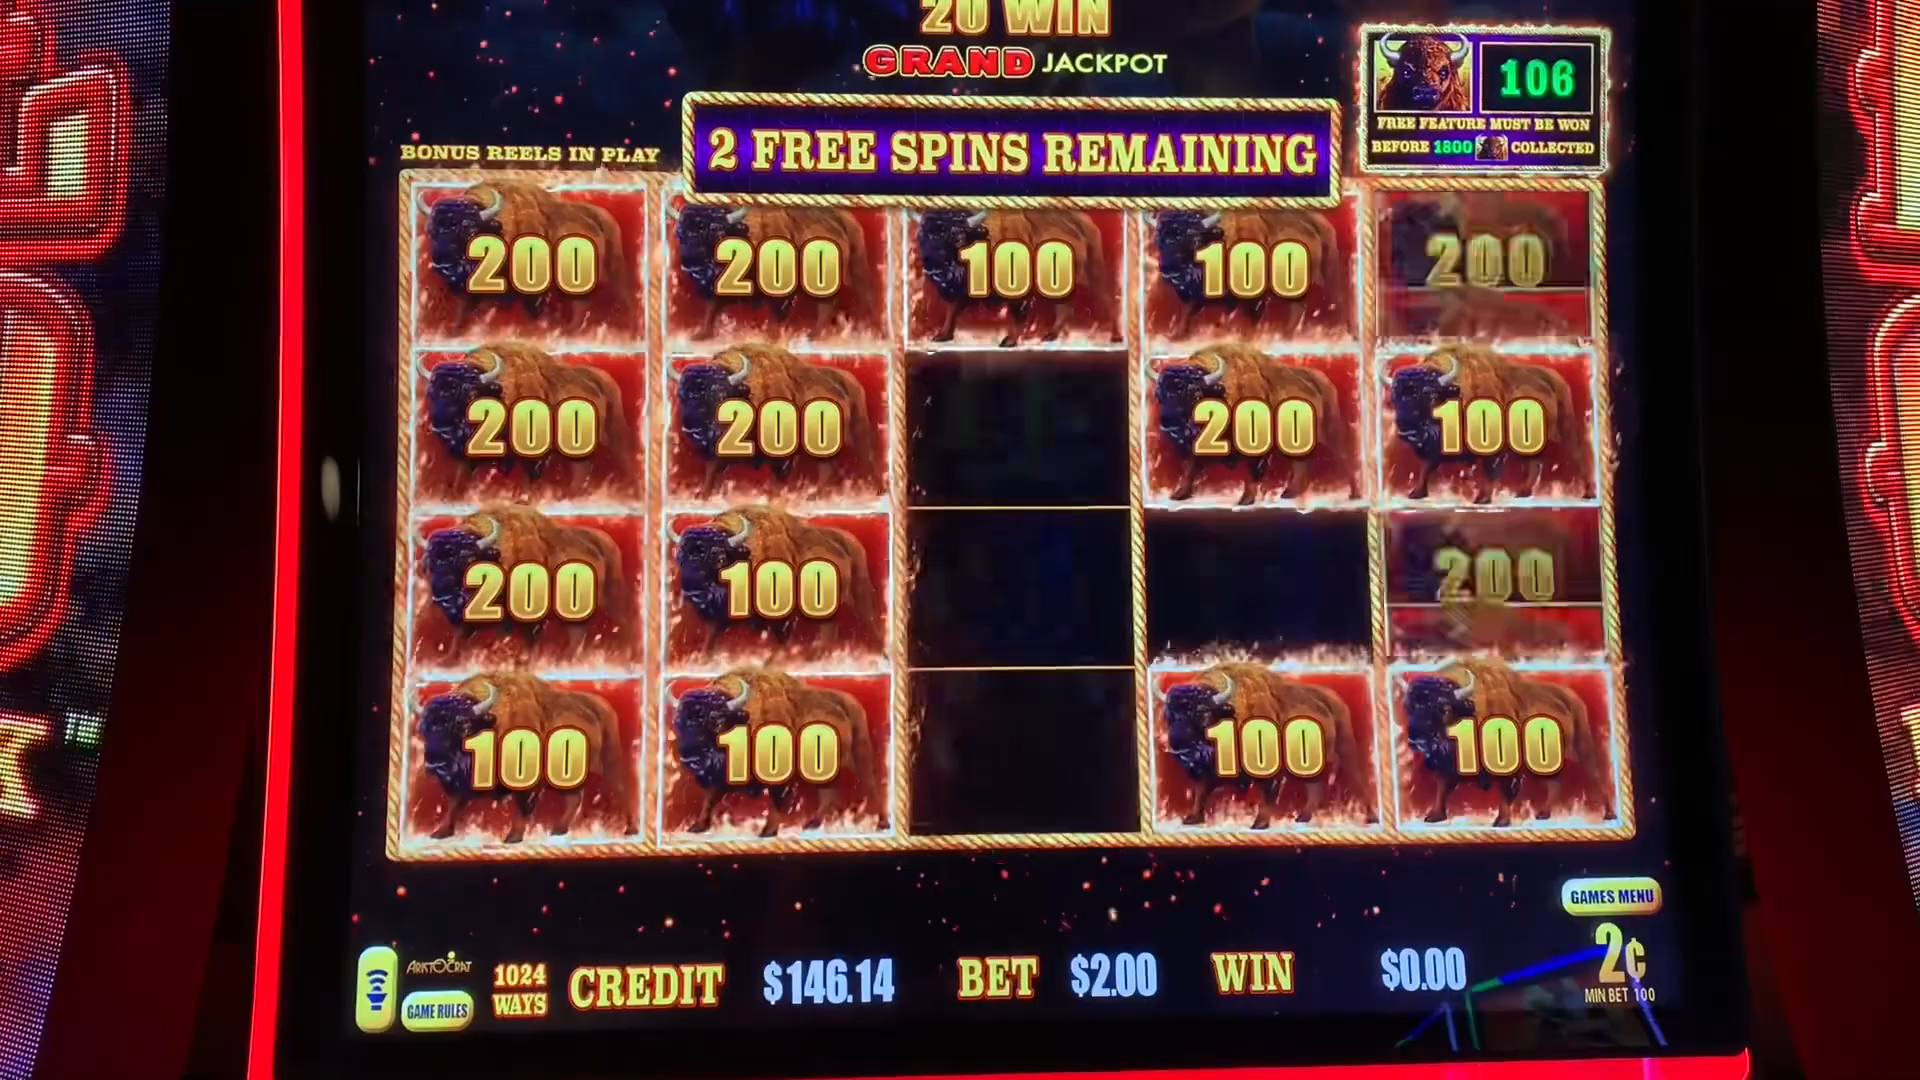 20 WIN
GRAND JACKPOT
106
FREE FEATURE MUST BE WON
BEFORE 1800 COLLECTED
2 FREE SPINS REMAINING
BONUS REELS IN PLAY
200 200 100 100 200
200 200 200 100
200 100 200
100 100 100 100
GAMES MENU
ARISTOCRAT
GAME RULES
1024 WAYS
CREDIT $146.14 BET $2.00 WIN $0.00
2¢
MIN BET 100